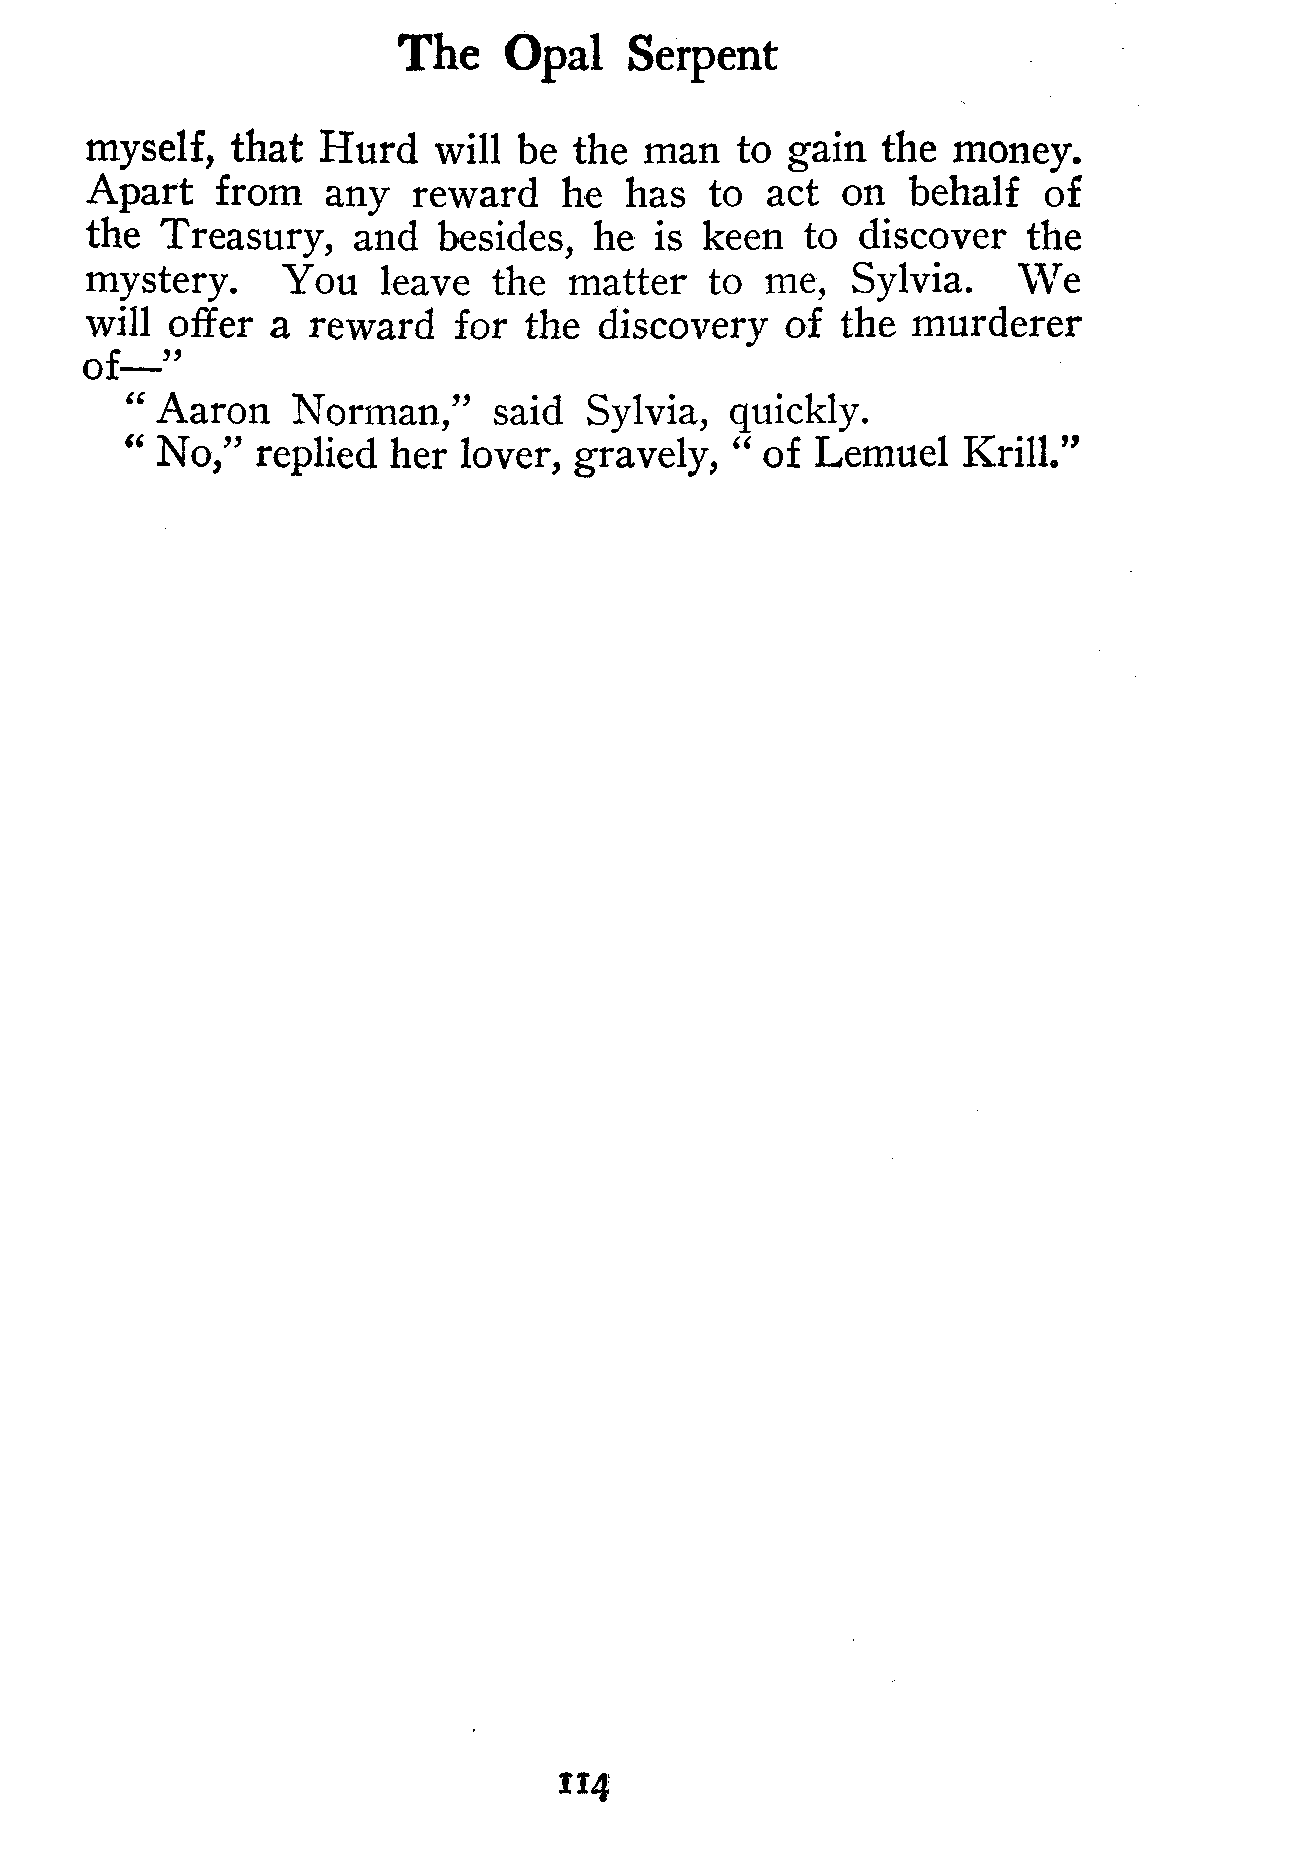 The Opal Serpent
myself, that Hurd will be the man to gain the money.
Apart from any reward he has to act on behalf of
the Treasury, and besides, he is keen to discover the
mystery. You leave the matter to me, Sylvia. We
will offer a reward for the discovery of the murderer
of—”
“ Aaron Norman,” said Sylvia, quickly.
“ No,” replied her lover, gravely, “ of Lemuel Krill.”
114